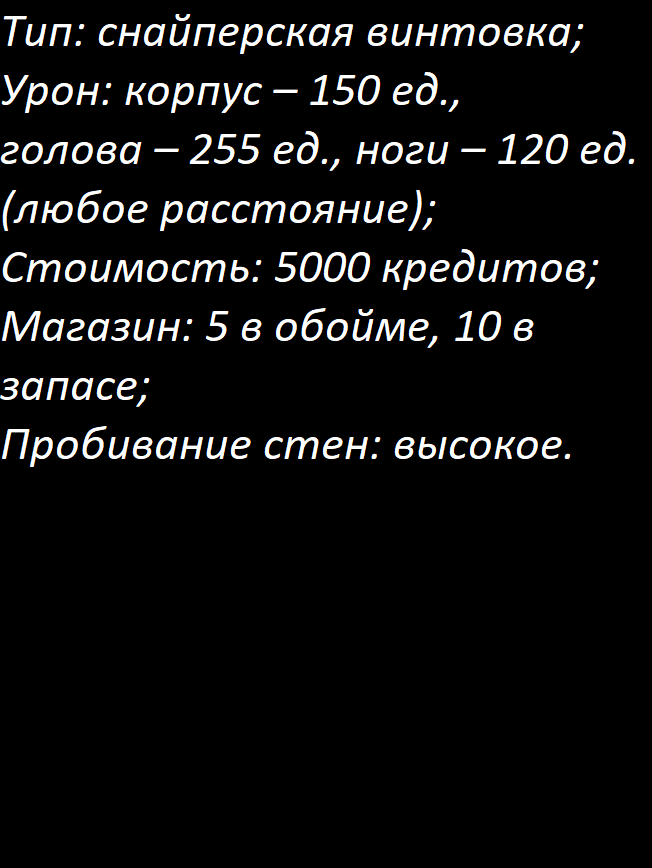 Тип: снайперская винтовка;
Урон: корпус – 150 ед.,
голова – 255 ед., ноги – 120 ед.
(любое расстояние);
Стоимость: 5000 кредитов;
Магазин: 5 в обойме, 10 в
запасе;
Пробивание стен: высокое.